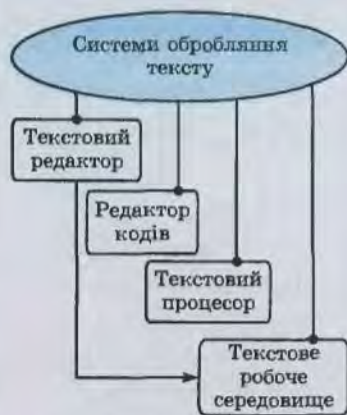 Системи обробляння
тексту
Текстовий
редактор
Редактор
кодів
Текстовий
процесор
Текстове
робоче
середовище